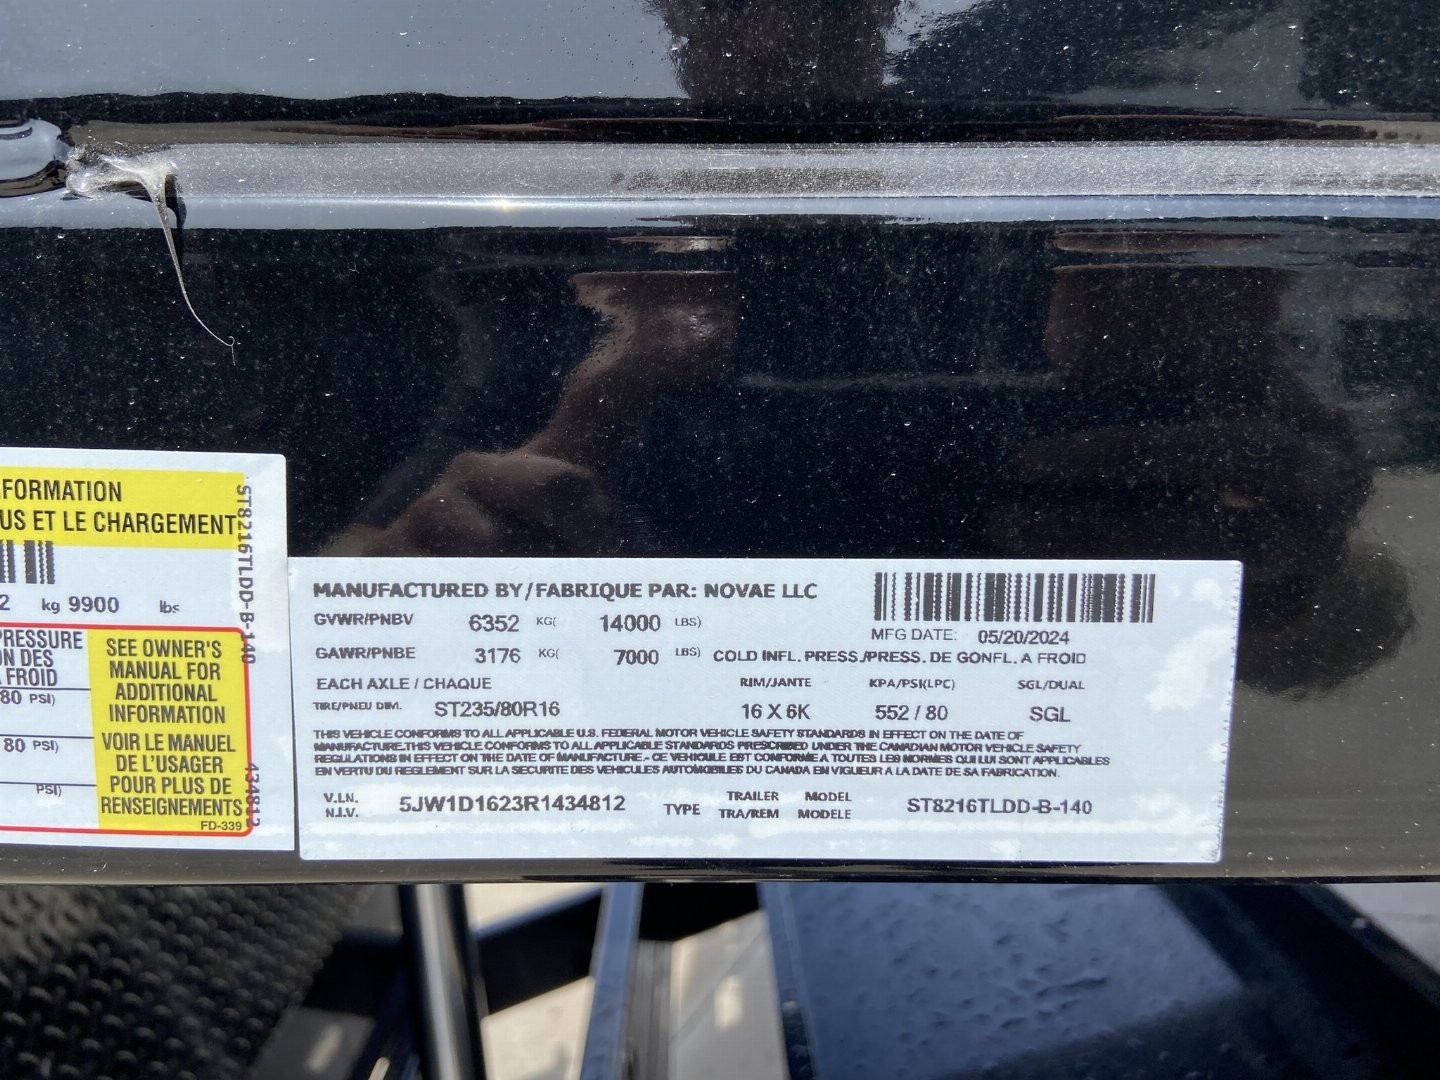 FORMATION
US ET LE CHARGEMENT
2 kg 9900 lbs
PRESSURE
ON DES
FROID
80 PSI)
80 PSI)
PSI)
SEE OWNER'S
MANUAL FOR
ADDITIONAL
INFORMATION
VOIR LE MANUEL
DE L'USAGER
POUR PLUS DE
RENSEIGNEMENTS
FD-339
ST8216TLDD-B-140
434812
MANUFACTURED BY/FABRIQUE PAR: NOVAE LLC
GVWR/PNBV 6352 KG( 14000 LBS)
MFG DATE: 05/20/2024
GAWR/PNBE 3176 KG( 7000 LBS) COLD INFL. PRESS./PRESS. DE GONFL. A FROID
EACH AXLE / CHAQUE RIM/JANTE KPA/PSI(LPC) SGL/DUAL
TIRE/PNEU DIM. ST235/80R16 16 X 6K 552 / 80 SGL
THIS VEHICLE CONFORMS TO ALL APPLICABLE U.S. FEDERAL MOTOR VEHICLE SAFETY STANDARDS IN EFFECT ON THE DATE OF
MANUFACTURE.THIS VEHICLE CONFORMS TO ALL APPLICABLE STANDARDS PRESCRIBED UNDER THE CANADIAN MOTOR VEHICLE SAFETY
REGULATIONS IN EFFECT ON THE DATE OF MANUFACTURE.- CE VEHICULE EST CONFORME A TOUTES LES NORMES QUI LUI SONT APPLICABLES
EN VERTU DU REGLEMENT SUR LA SECURITE DES VEHICULES AUTOMOBILES DU CANADA EN VIGUEUR A LA DATE DE SA FABRICATION.
V.I.N. 5JW1D1623R1434812 TYPE TRAILER MODEL ST8216TLDD-B-140
N.I.V. TRA/REM MODELE